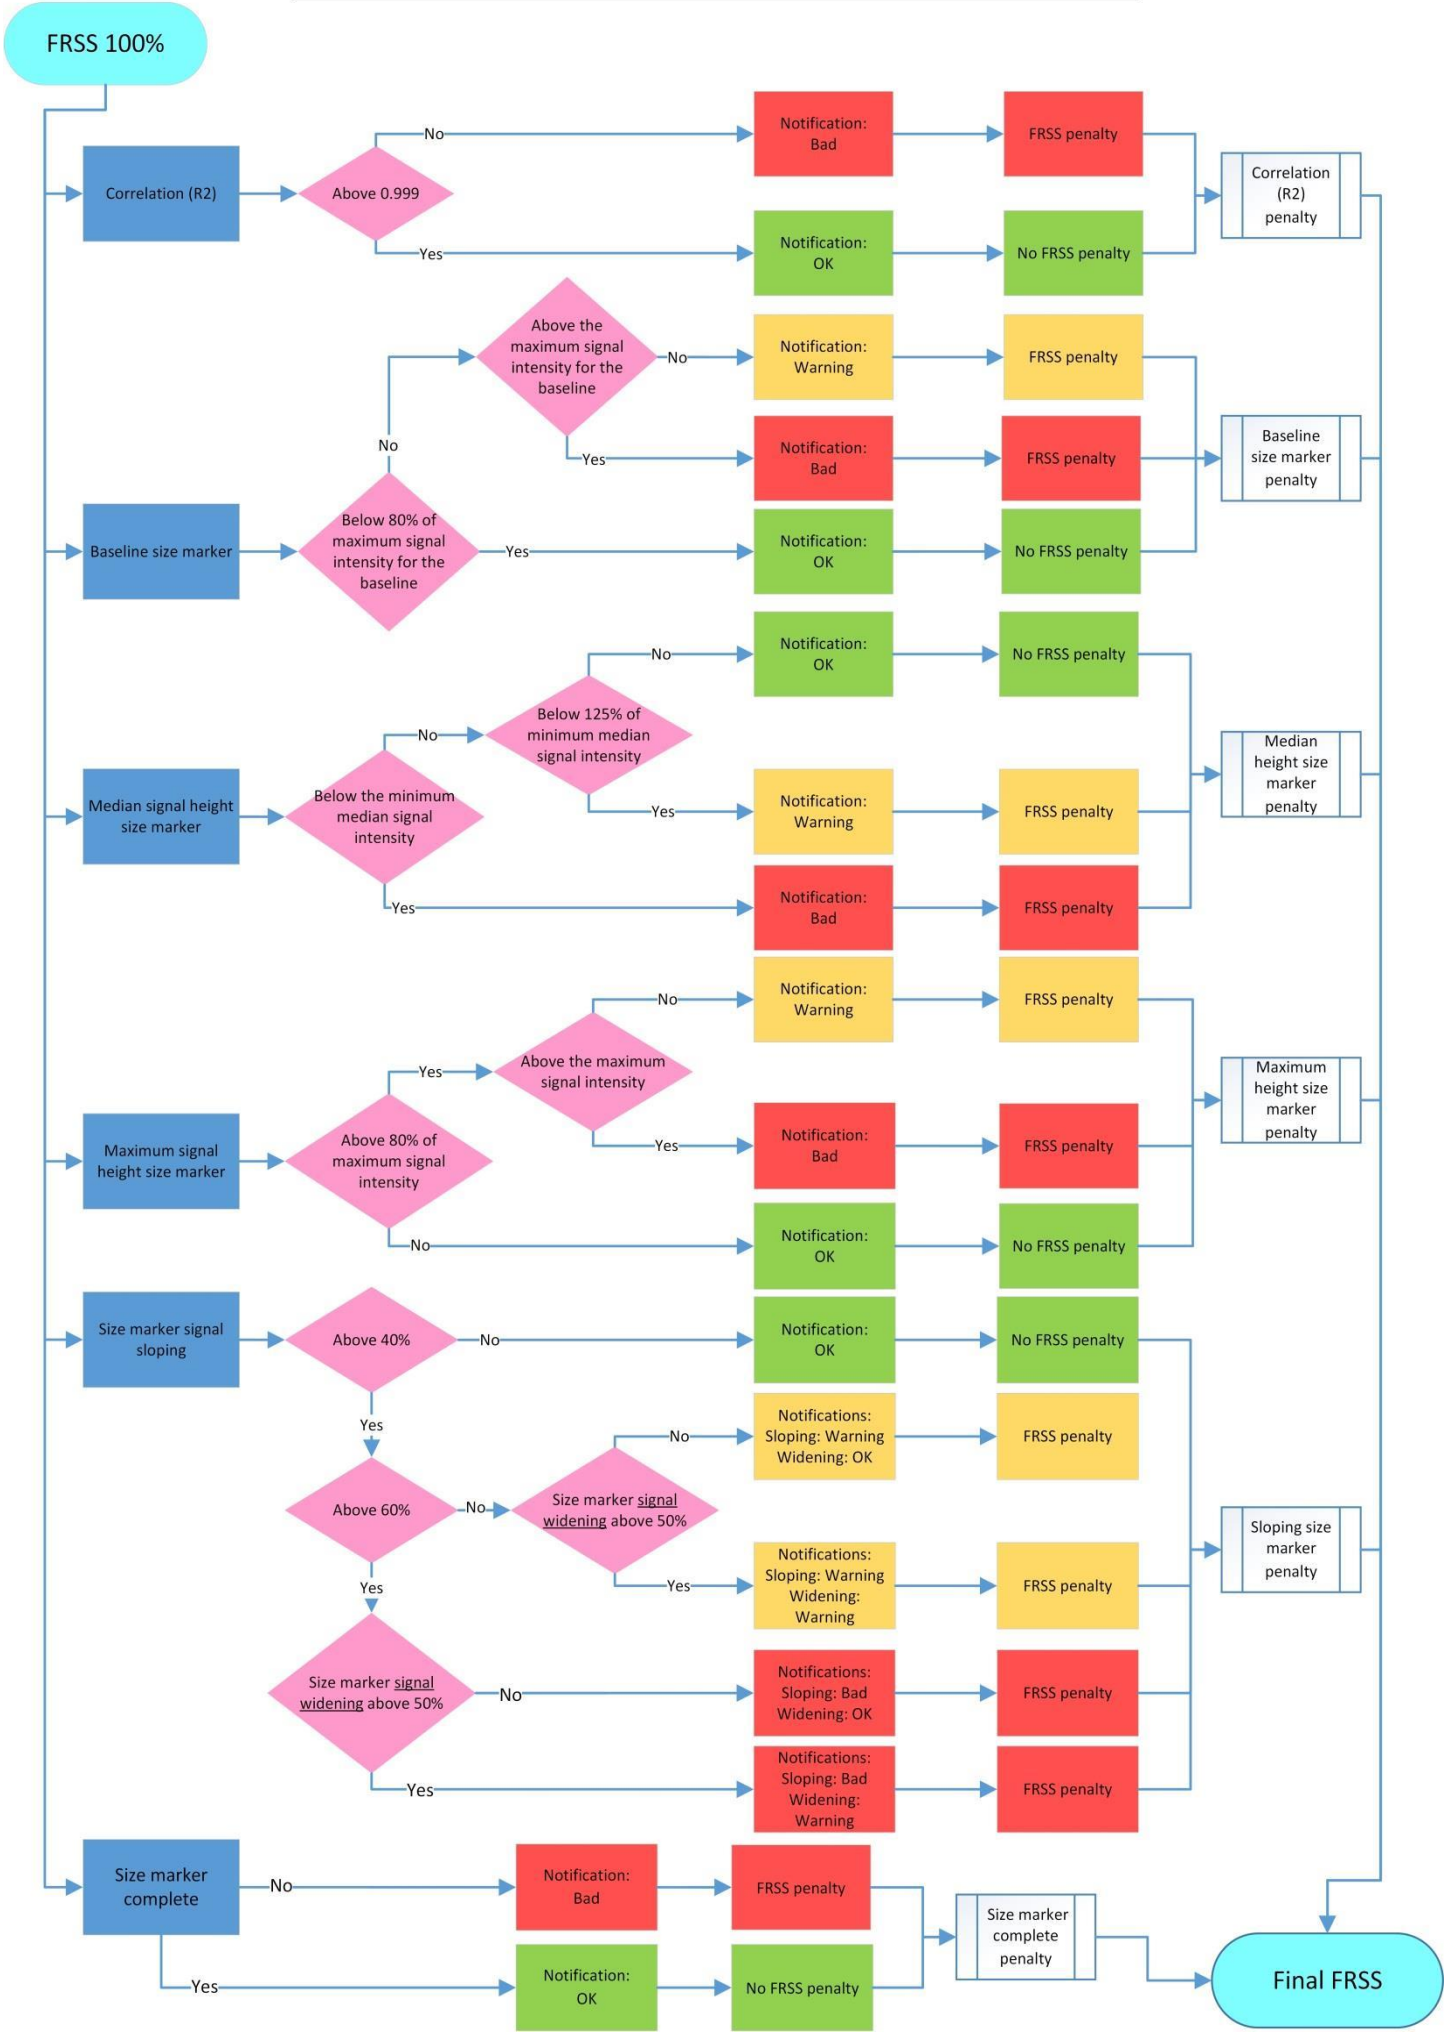 FRSS 100%
No
Notification:
Bad
FRSS penalty
Correlation (R2)
Above 0.999
Correlation
(R2)
penalty
Yes
Notification:
OK
No FRSS penalty
Above the
maximum signal
intensity for the
baseline
No
Notification:
Warning
FRSS penalty
No
Yes
Notification:
Bad
FRSS penalty
Baseline
size marker
penalty
Baseline size marker
Below 80% of
maximum signal
intensity for the
baseline
Yes
Notification:
OK
No FRSS penalty
No
Notification:
OK
No FRSS penalty
No
Below 125% of
minimum median
signal intensity
Median
height size
marker
penalty
Median signal height
size marker
Below the minimum
median signal
intensity
Yes
Notification:
Warning
FRSS penalty
Yes
Notification:
Bad
FRSS penalty
No
Notification:
Warning
FRSS penalty
Yes
Above the maximum
signal intensity
Maximum
height size
marker
penalty
Maximum signal
height size marker
Above 80% of
maximum signal
intensity
Yes
Notification:
Bad
FRSS penalty
No
Notification:
OK
No FRSS penalty
Size marker signal
sloping
Above 40%
No
Notification:
OK
No FRSS penalty
Yes
No
Notifications:
Sloping: Warning
Widening: OK
FRSS penalty
Above 60%
No
Size marker signal
widening above 50%
Sloping size
marker
penalty
Yes
Yes
Notifications:
Sloping: Warning
Widening:
Warning
FRSS penalty
Size marker signal
widening above 50%
No
Notifications:
Sloping: Bad
Widening: OK
FRSS penalty
Yes
Notifications:
Sloping: Bad
Widening:
Warning
FRSS penalty
Size marker
complete
No
Notification:
Bad
FRSS penalty
Size marker
complete
penalty
Yes
Notification:
OK
No FRSS penalty
Final FRSS